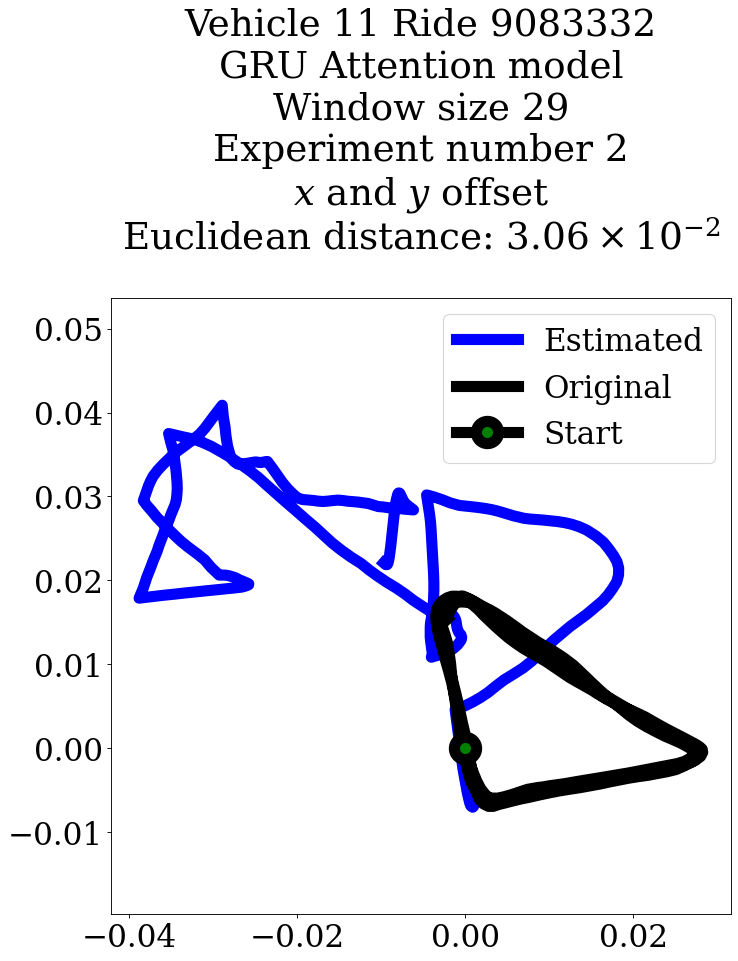 Vehicle 11 Ride 9083332
GRU Attention model
Window size 29
Experiment number 2
x and y offset
Euclidean distance: 3.06 × 10⁻²
Estimated
Original
Start
0.05
0.04
0.03
0.02
0.01
0.00
−0.01
−0.04
−0.02
0.00
0.02